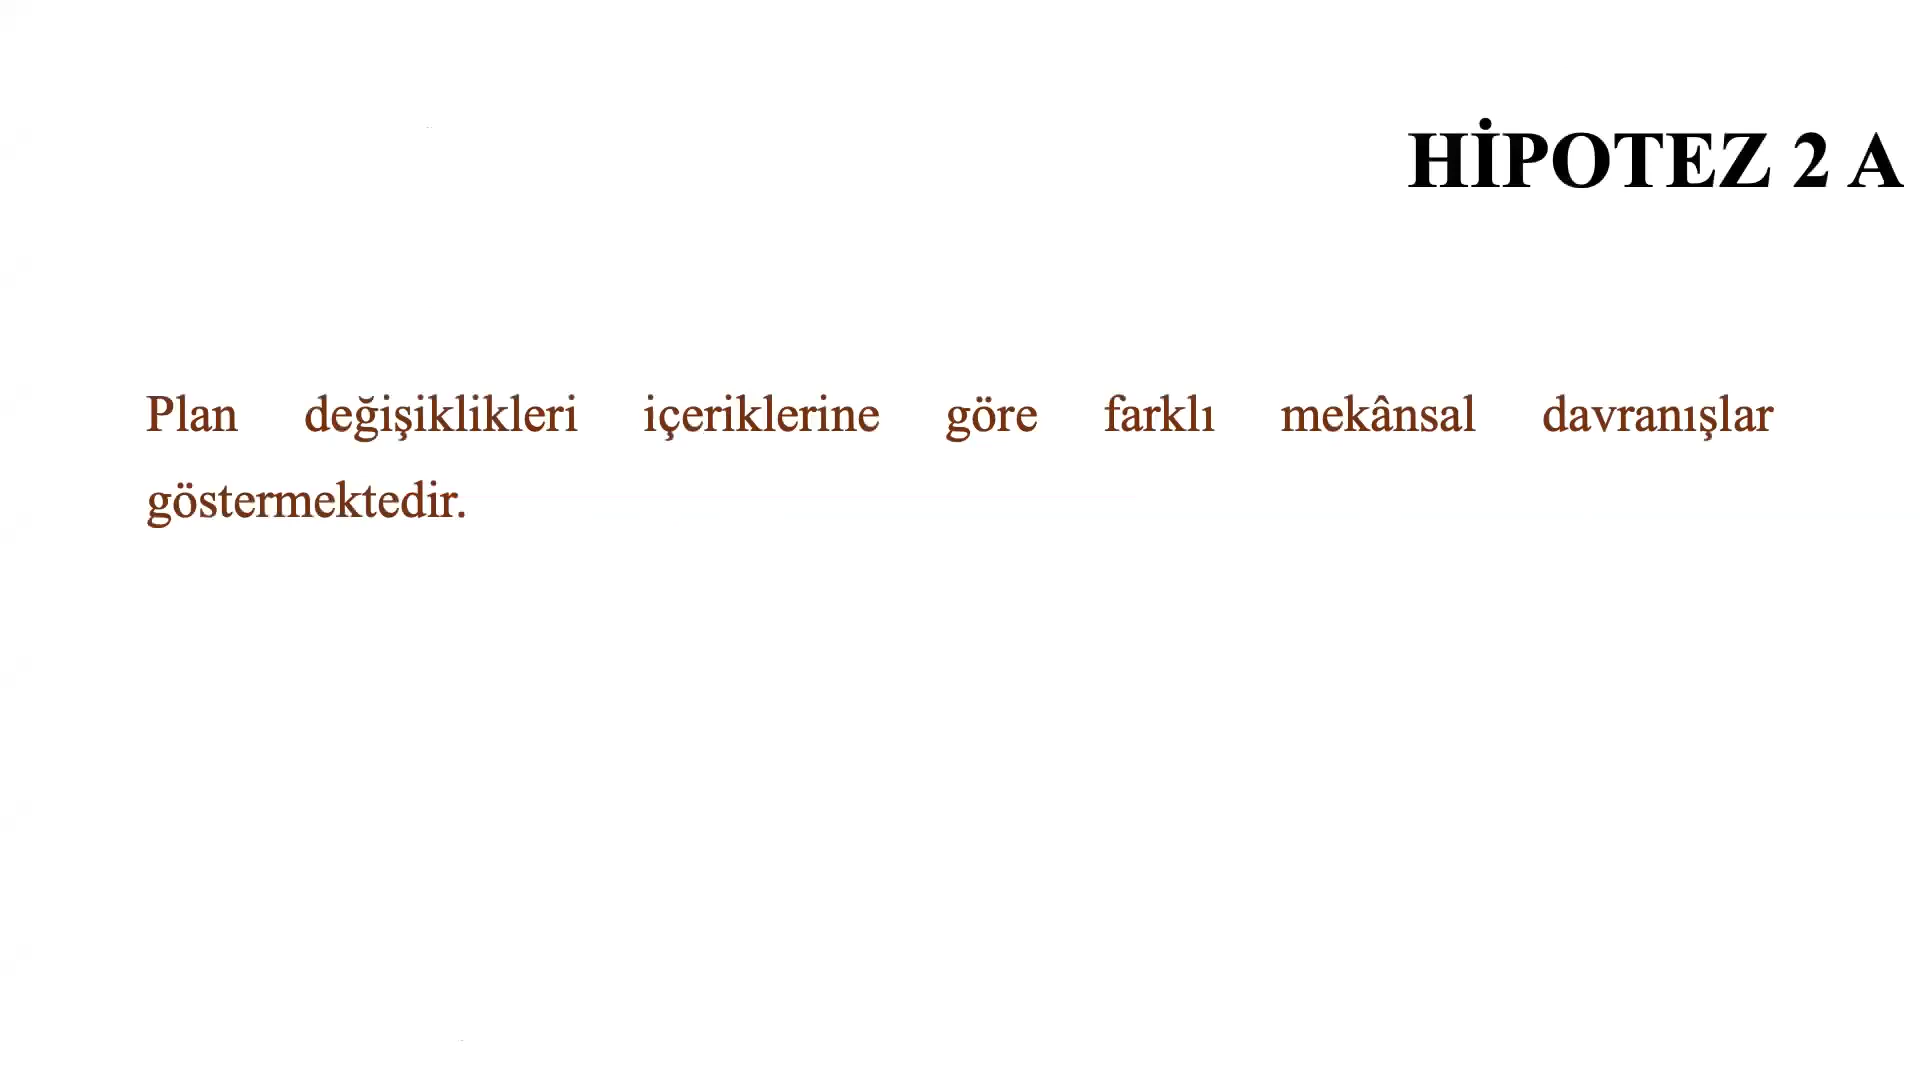 HİPOTEZ 2 A
Plan değişiklikleri içeriklerine göre farklı mekânsal davranışlar
göstermektedir.